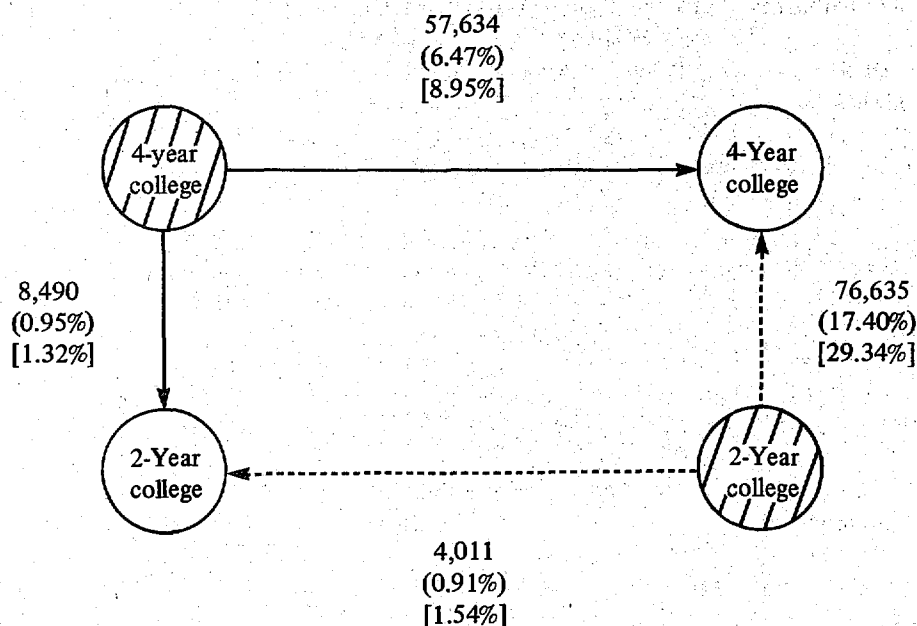 57,634
(6.47%)
[8.95%]
4-year
college
4-Year
college
8,490
(0.95%)
[1.32%]
76,635
(17.40%)
[29.34%]
2-Year
college
2-Year
college
4,011
(0.91%)
[1.54%]